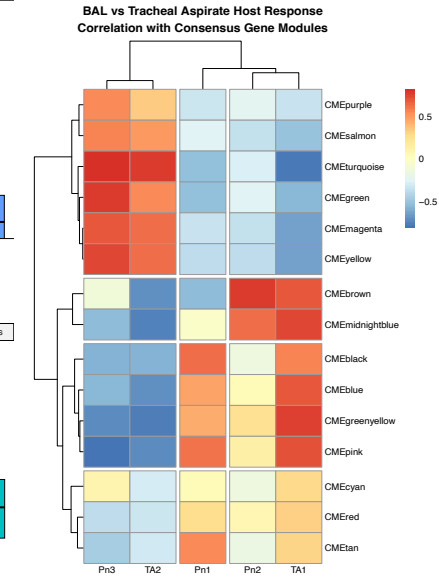 BAL vs Tracheal Aspirate Host Response
Correlation with Consensus Gene Modules
CMEpurple
CMEsalmon
CMEturquoise
CMEgreen
CMEmagenta
CMEyellow
CMEbrown
CMEmidnightblue
CMEblack
CMEblue
CMEgreenyellow
CMEpink
CMEcyan
CMEred
CMEtan
Pn3 TA2 Pn1 Pn2 TA1
0.5
0
−0.5
s